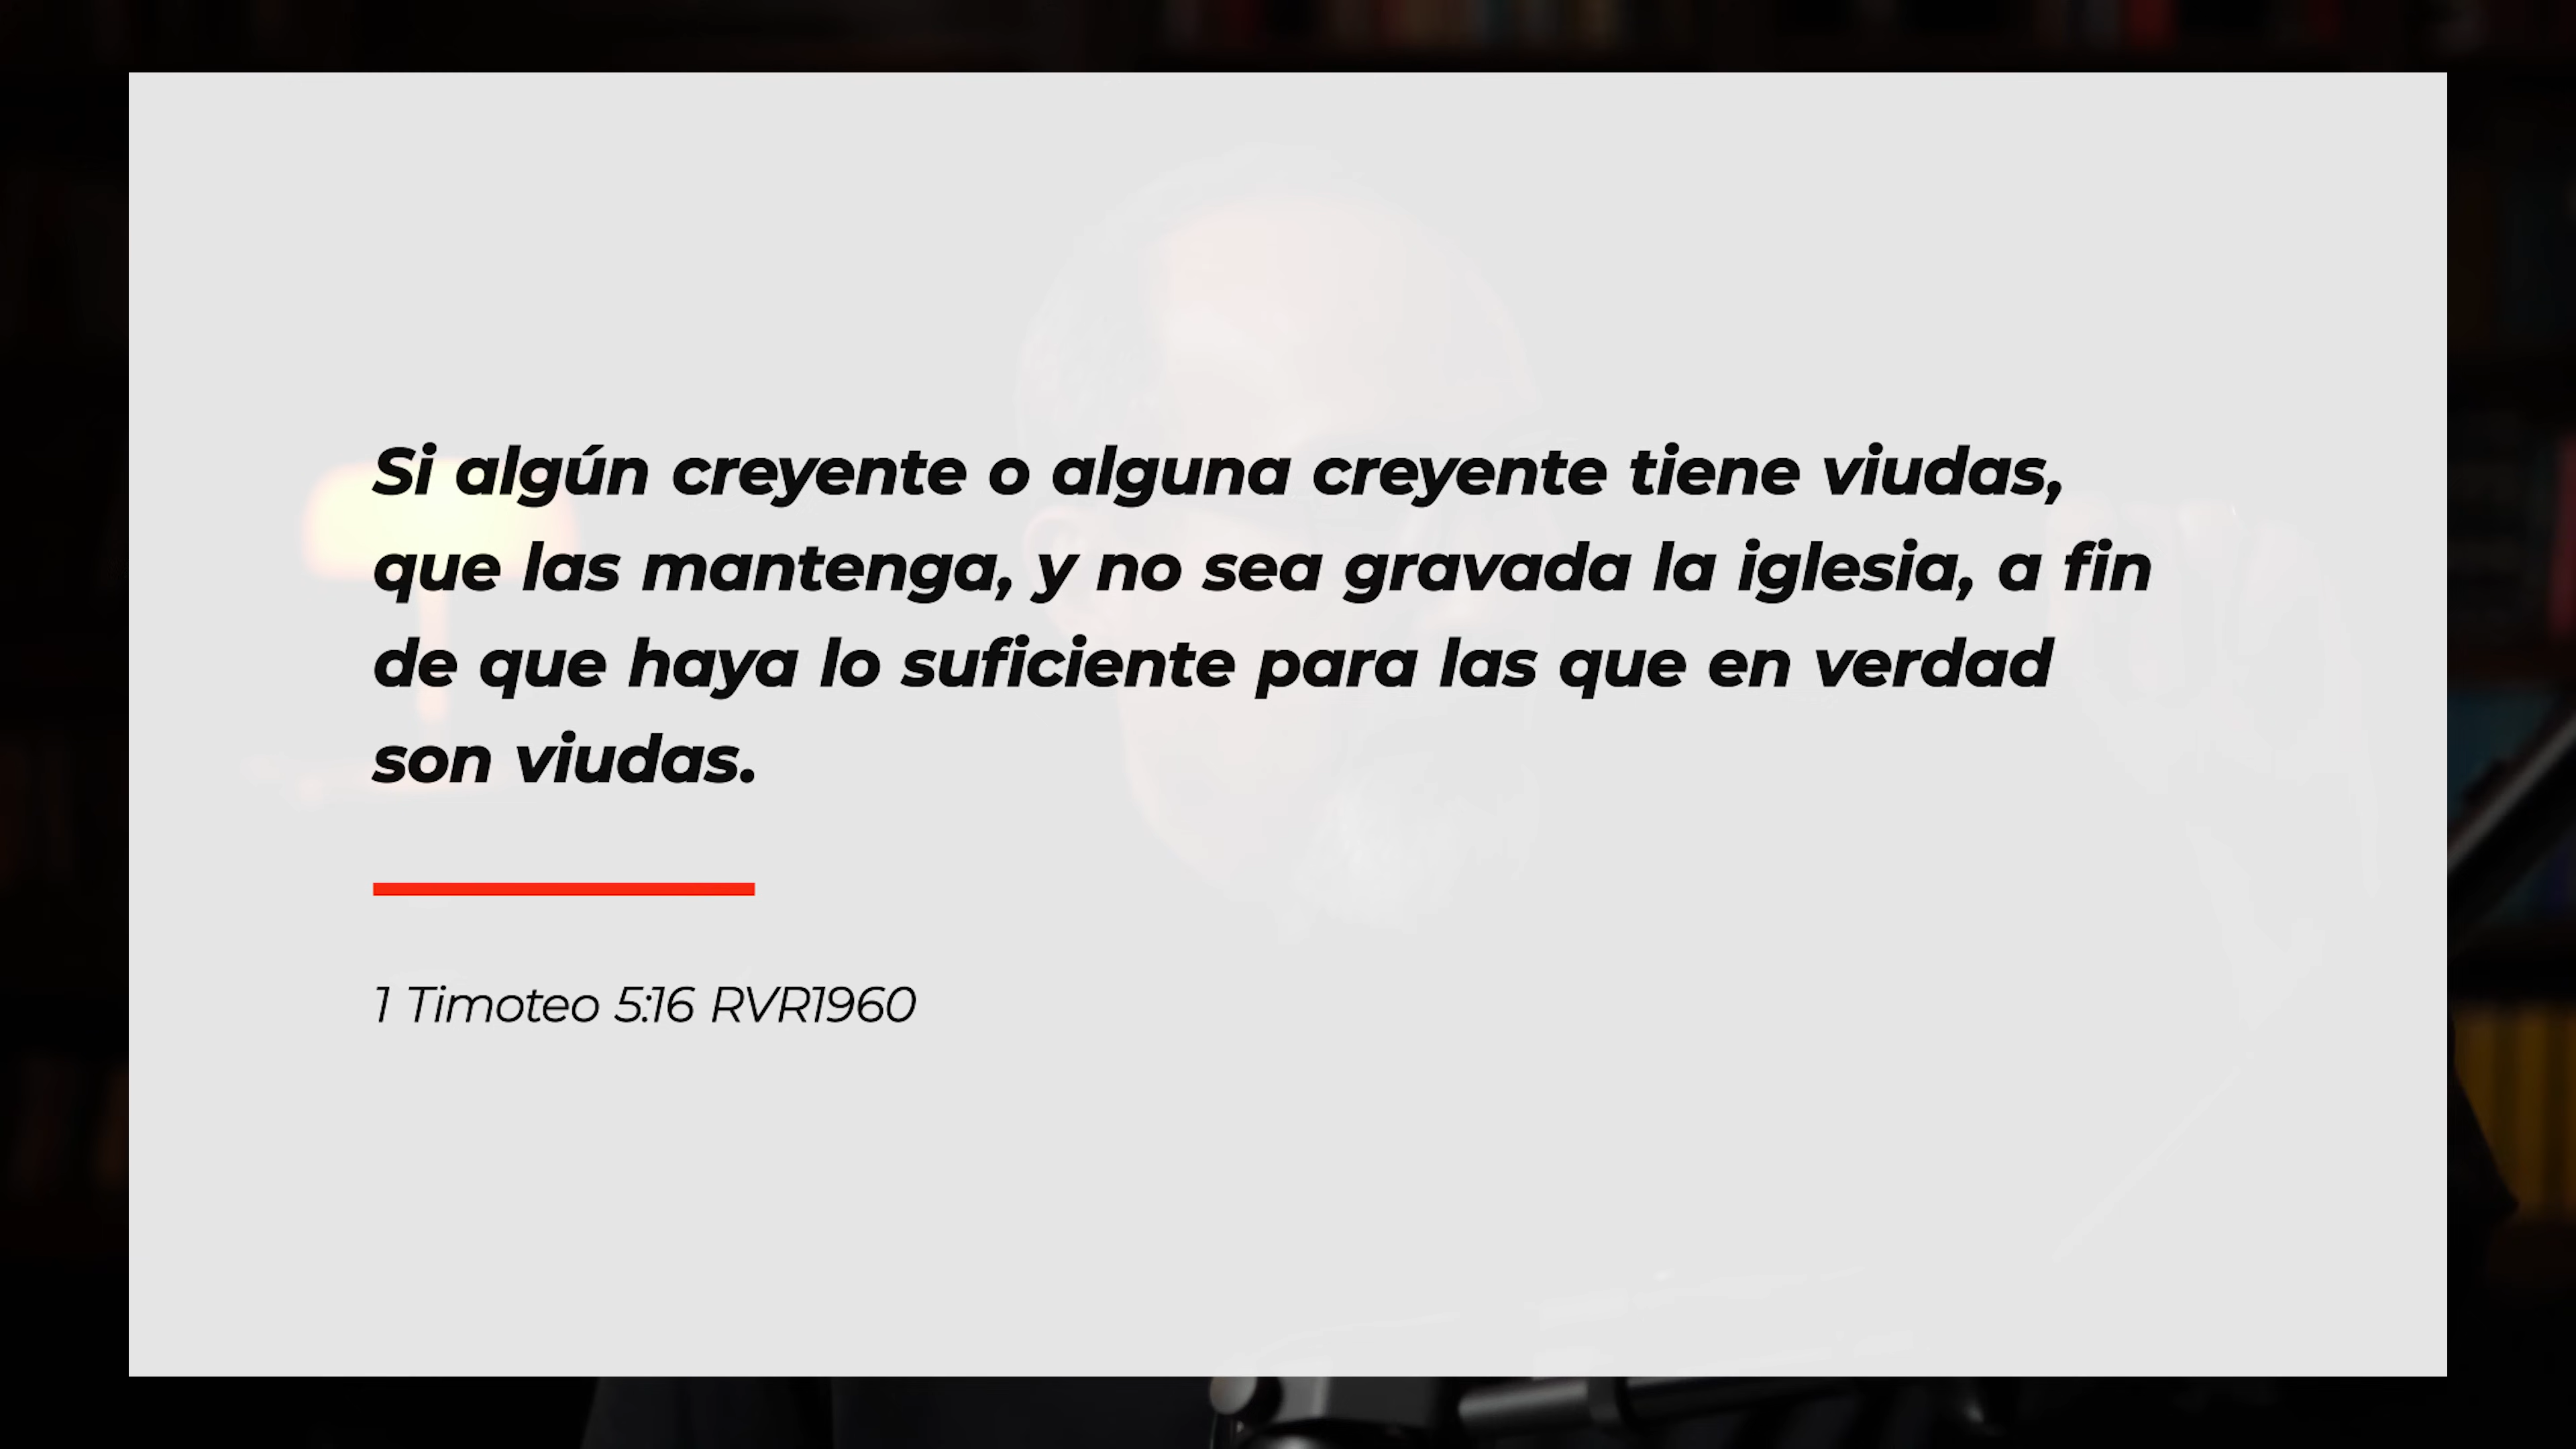 Si algún creyente o alguna creyente tiene viudas,
que las mantenga, y no sea gravada la iglesia, a fin
de que haya lo suficiente para las que en verdad
son viudas.
1 Timoteo 5:16 RVR1960